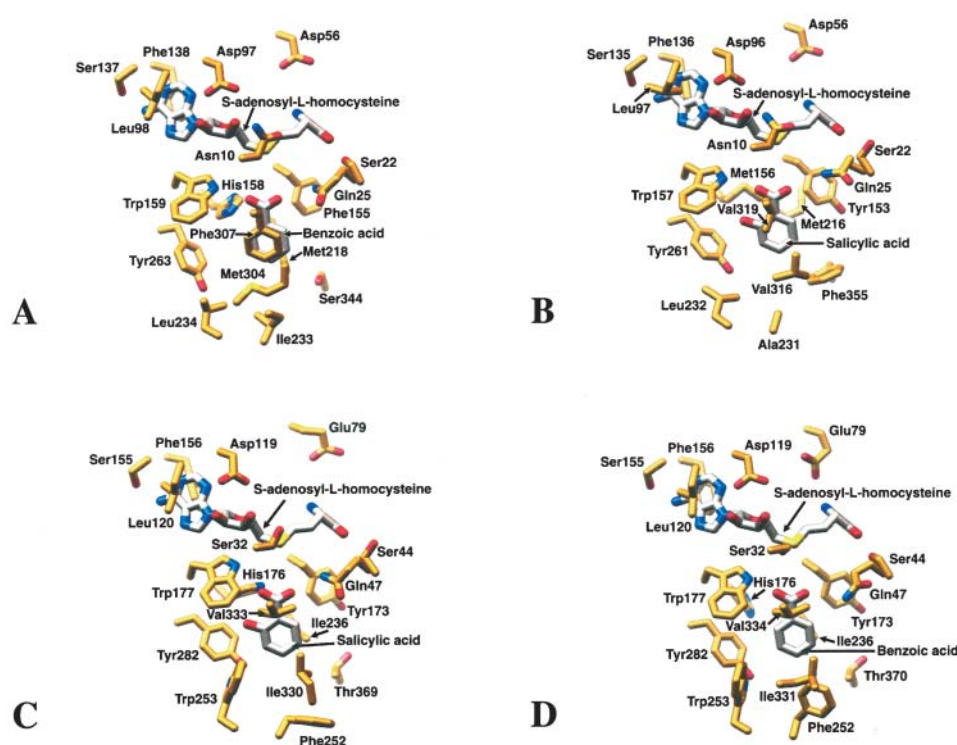 Asp56
Phe138 Asp97
Ser137
S-adenosyl-L-homocysteine
Leu98
Asn10
Ser22
His158
Gln25
Trp159
Phe155
Phe307 Benzoic acid
Met218
Tyr263
Met304
Ser344
A
Leu234
Ile233
Asp56
Phe136 Asp96
Ser135
S-adenosyl-L-homocysteine
Leu97
Asn10
Ser22
Met156
Gln25
Trp157
Val319
Tyr153
Met216
Tyr261
Salicylic acid
Val316
B
Leu232
Phe355
Ala231
Glu79
Phe156 Asp119
Ser155
S-adenosyl-L-homocysteine
Leu120
Ser32
Ser44
His176
Gln47
Trp177
Val333
Tyr173
Ile236
Salicylic acid
Tyr282
Trp253
Ile330
Thr369
C
Phe252
Glu79
Phe156 Asp119
Ser155
S-adenosyl-L-homocysteine
Leu120
Ser32
Ser44
His176
Gln47
Trp177
Val334
Tyr173
Ile236
Tyr282
Benzoic acid
Trp253
Ile331
Thr370
D
Phe252